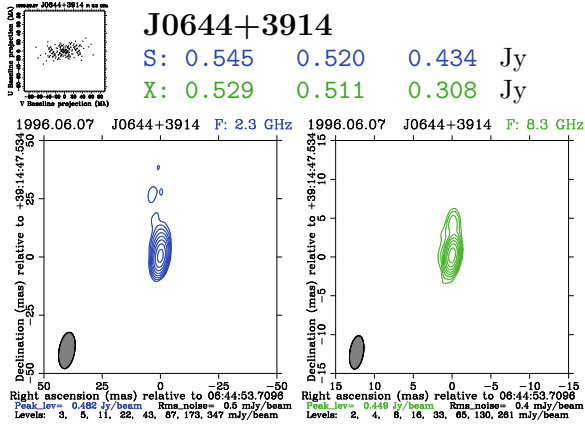 1996.06.07 J0644+3914
J0644+3914
S: 0.545 0.520 0.434 Jy
X: 0.529 0.511 0.308 Jy
U Baseline projection (Mλ)
V Baseline projection (Mλ)
1996.06.07 J0644+3914 F: 2.3 GHz
Declination (mas) relative to +39:14:47.534
50
25
0
−25
−50
50 25 0 −25 −50
Right ascension (mas) relative to 06:44:53.7096
Peak_lev= 0.482 Jy/beam Rms_noise= 0.5 mJy/beam
Levels: 3, 5, 11, 22, 43, 87, 173, 347 mJy/beam
1996.06.07 J0644+3914 F: 8.3 GHz
Declination (mas) relative to +39:14:47.534
15
10
5
0
−5
−10
−15
15 10 5 0 −5 −10 −15
Right ascension (mas) relative to 06:44:53.7096
Peak_lev= 0.449 Jy/beam Rms_noise= 0.4 mJy/beam
Levels: 2, 4, 8, 16, 33, 65, 130, 261 mJy/beam